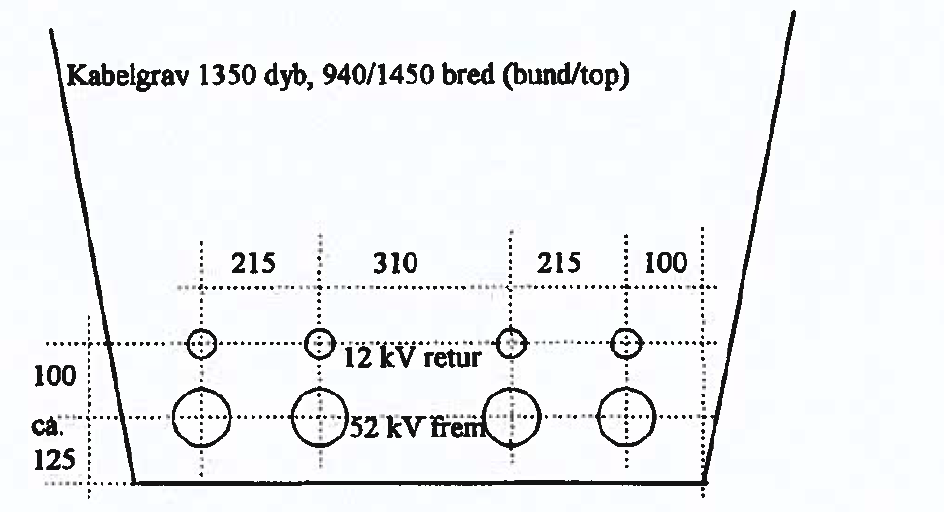 Kabelgrav 1350 dyb, 940/1450 bred (bund/top)
215 310 215 100
12 kV retur
100
52 kV frem
ca.
125